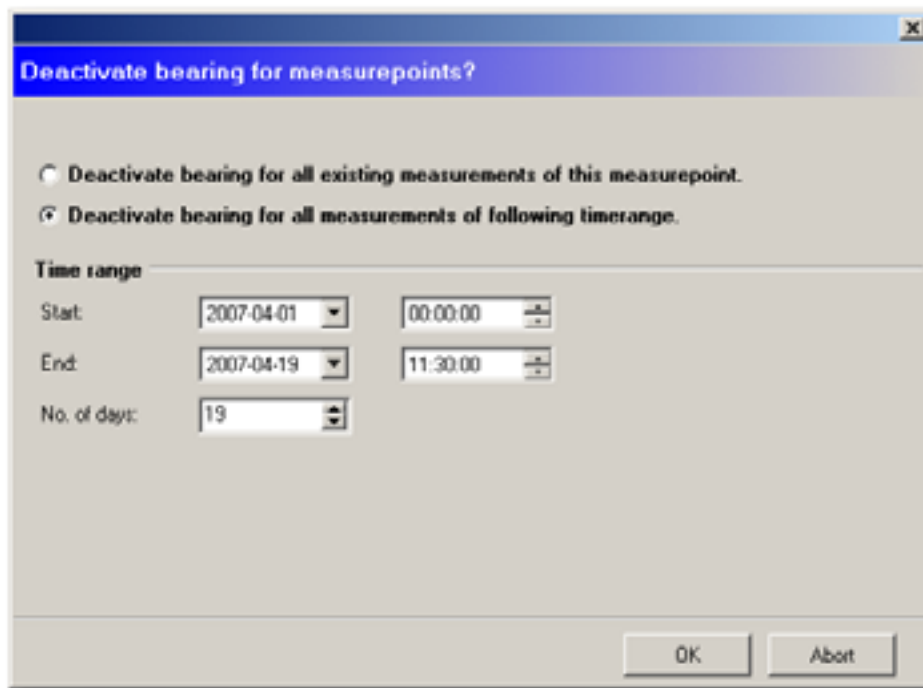 Deactivate bearing for measurepoints?
Deactivate bearing for all existing measurements of this measurepoint.
Deactivate bearing for all measurements of following timerange.
Time range
Start: 2007-04-01 00:00:00
End: 2007-04-19 11:30:00
No. of days: 19
OK Abort